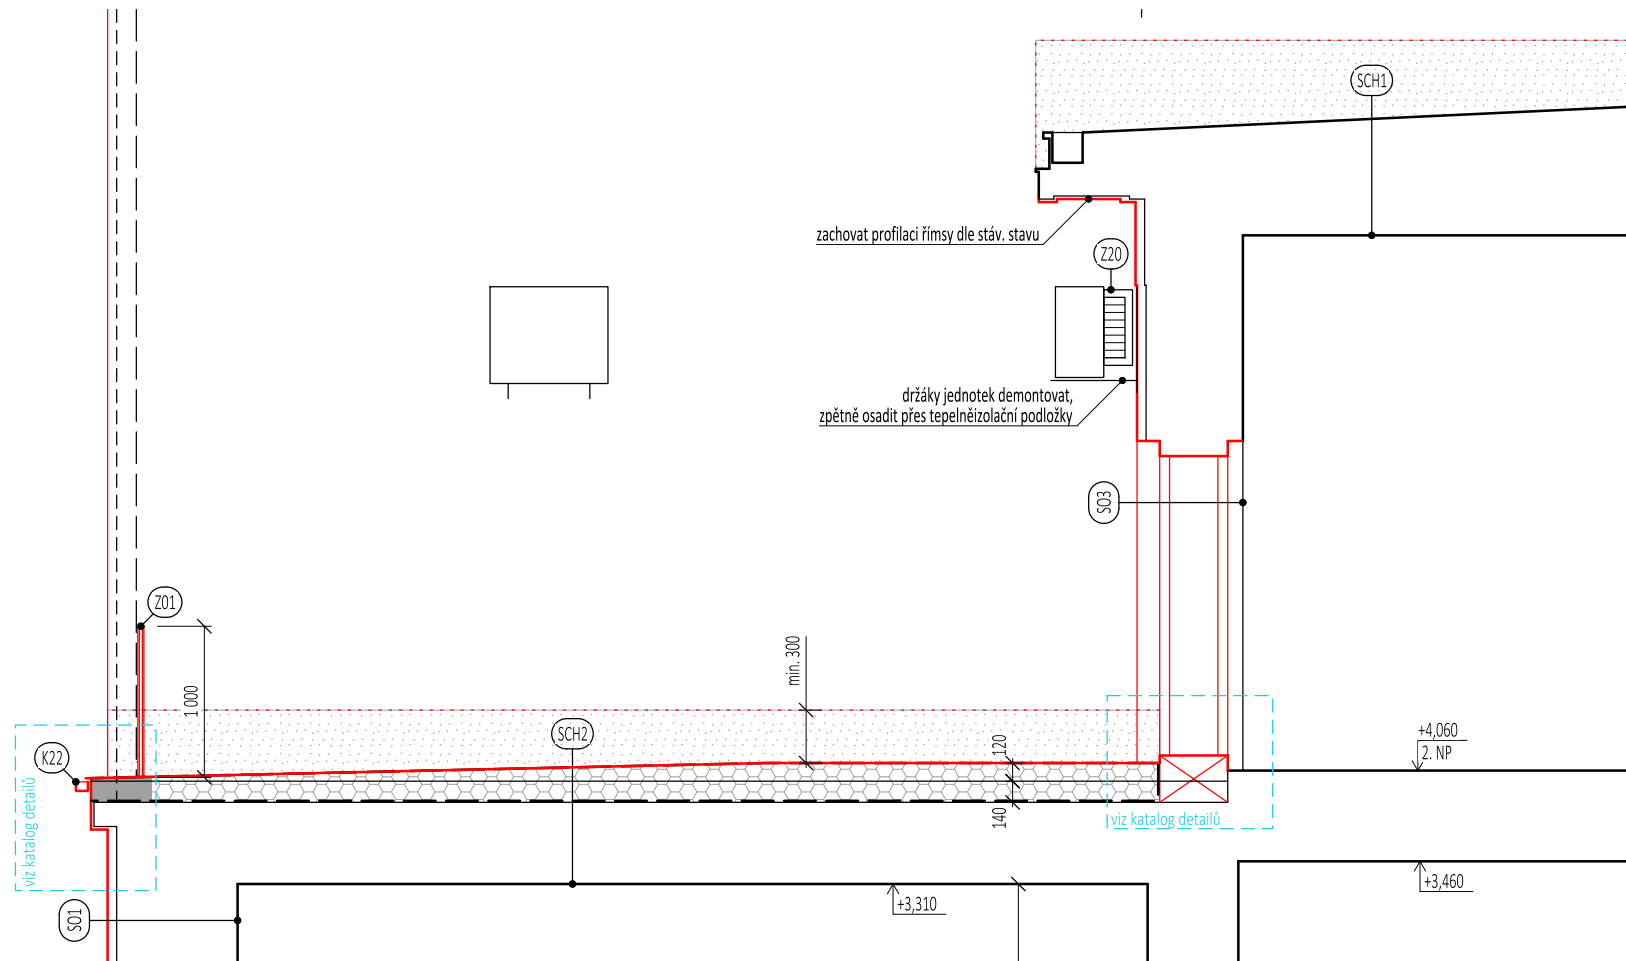 SCH1
zachovat profilaci římsy dle stáv. stavu
Z20
držáky jednotek demontovat,
zpětně osadit přes tepelněizolační podložky
SO3
Z01
1 000
min. 300
SCH2
120
140
+4,060
2. NP
K22
viz katalog detailů
viz katalog detailů
+3,310
+3,460
SO1